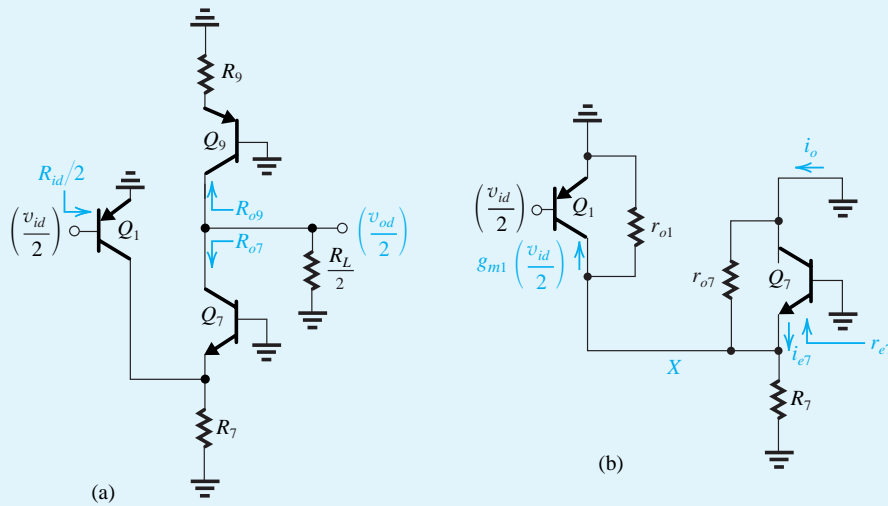 R9
Q9
Rid/2
(vid/2)
Q1
Ro9
Ro7
(vod/2)
RL/2
Q7
R7
(a)
io
(vid/2)
Q1
ro1
gm1 (vid/2)
ro7
Q7
ie7
re7
X
R7
(b)